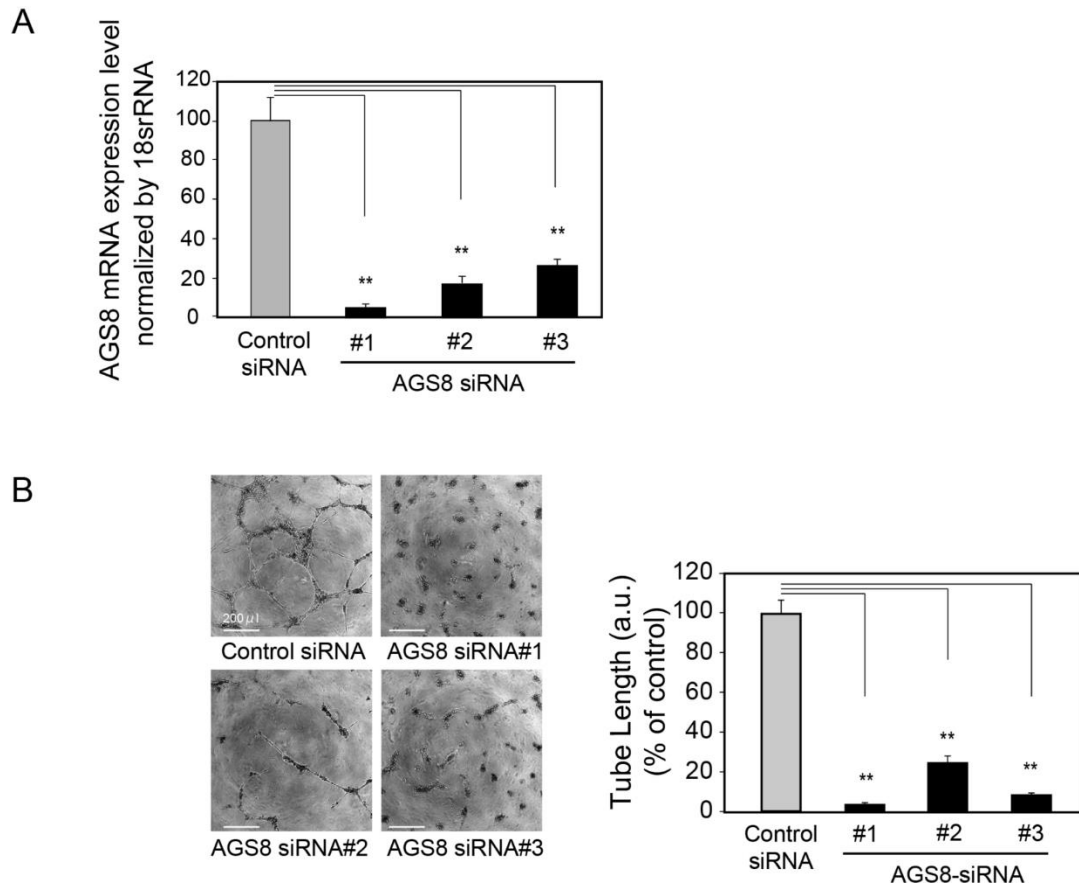 A
AGS8 mRNA expression level
normalized by 18srRNA
120
100
80
60
40
20
0
**
**
**
Control
siRNA
#1
#2
#3
AGS8 siRNA
B
200μl
Control siRNA
AGS8 siRNA#1
AGS8 siRNA#2
AGS8 siRNA#3
Tube Length (a.u.)
(% of control)
120
100
80
60
40
20
0
**
**
**
Control
siRNA
#1
#2
#3
AGS8-siRNA